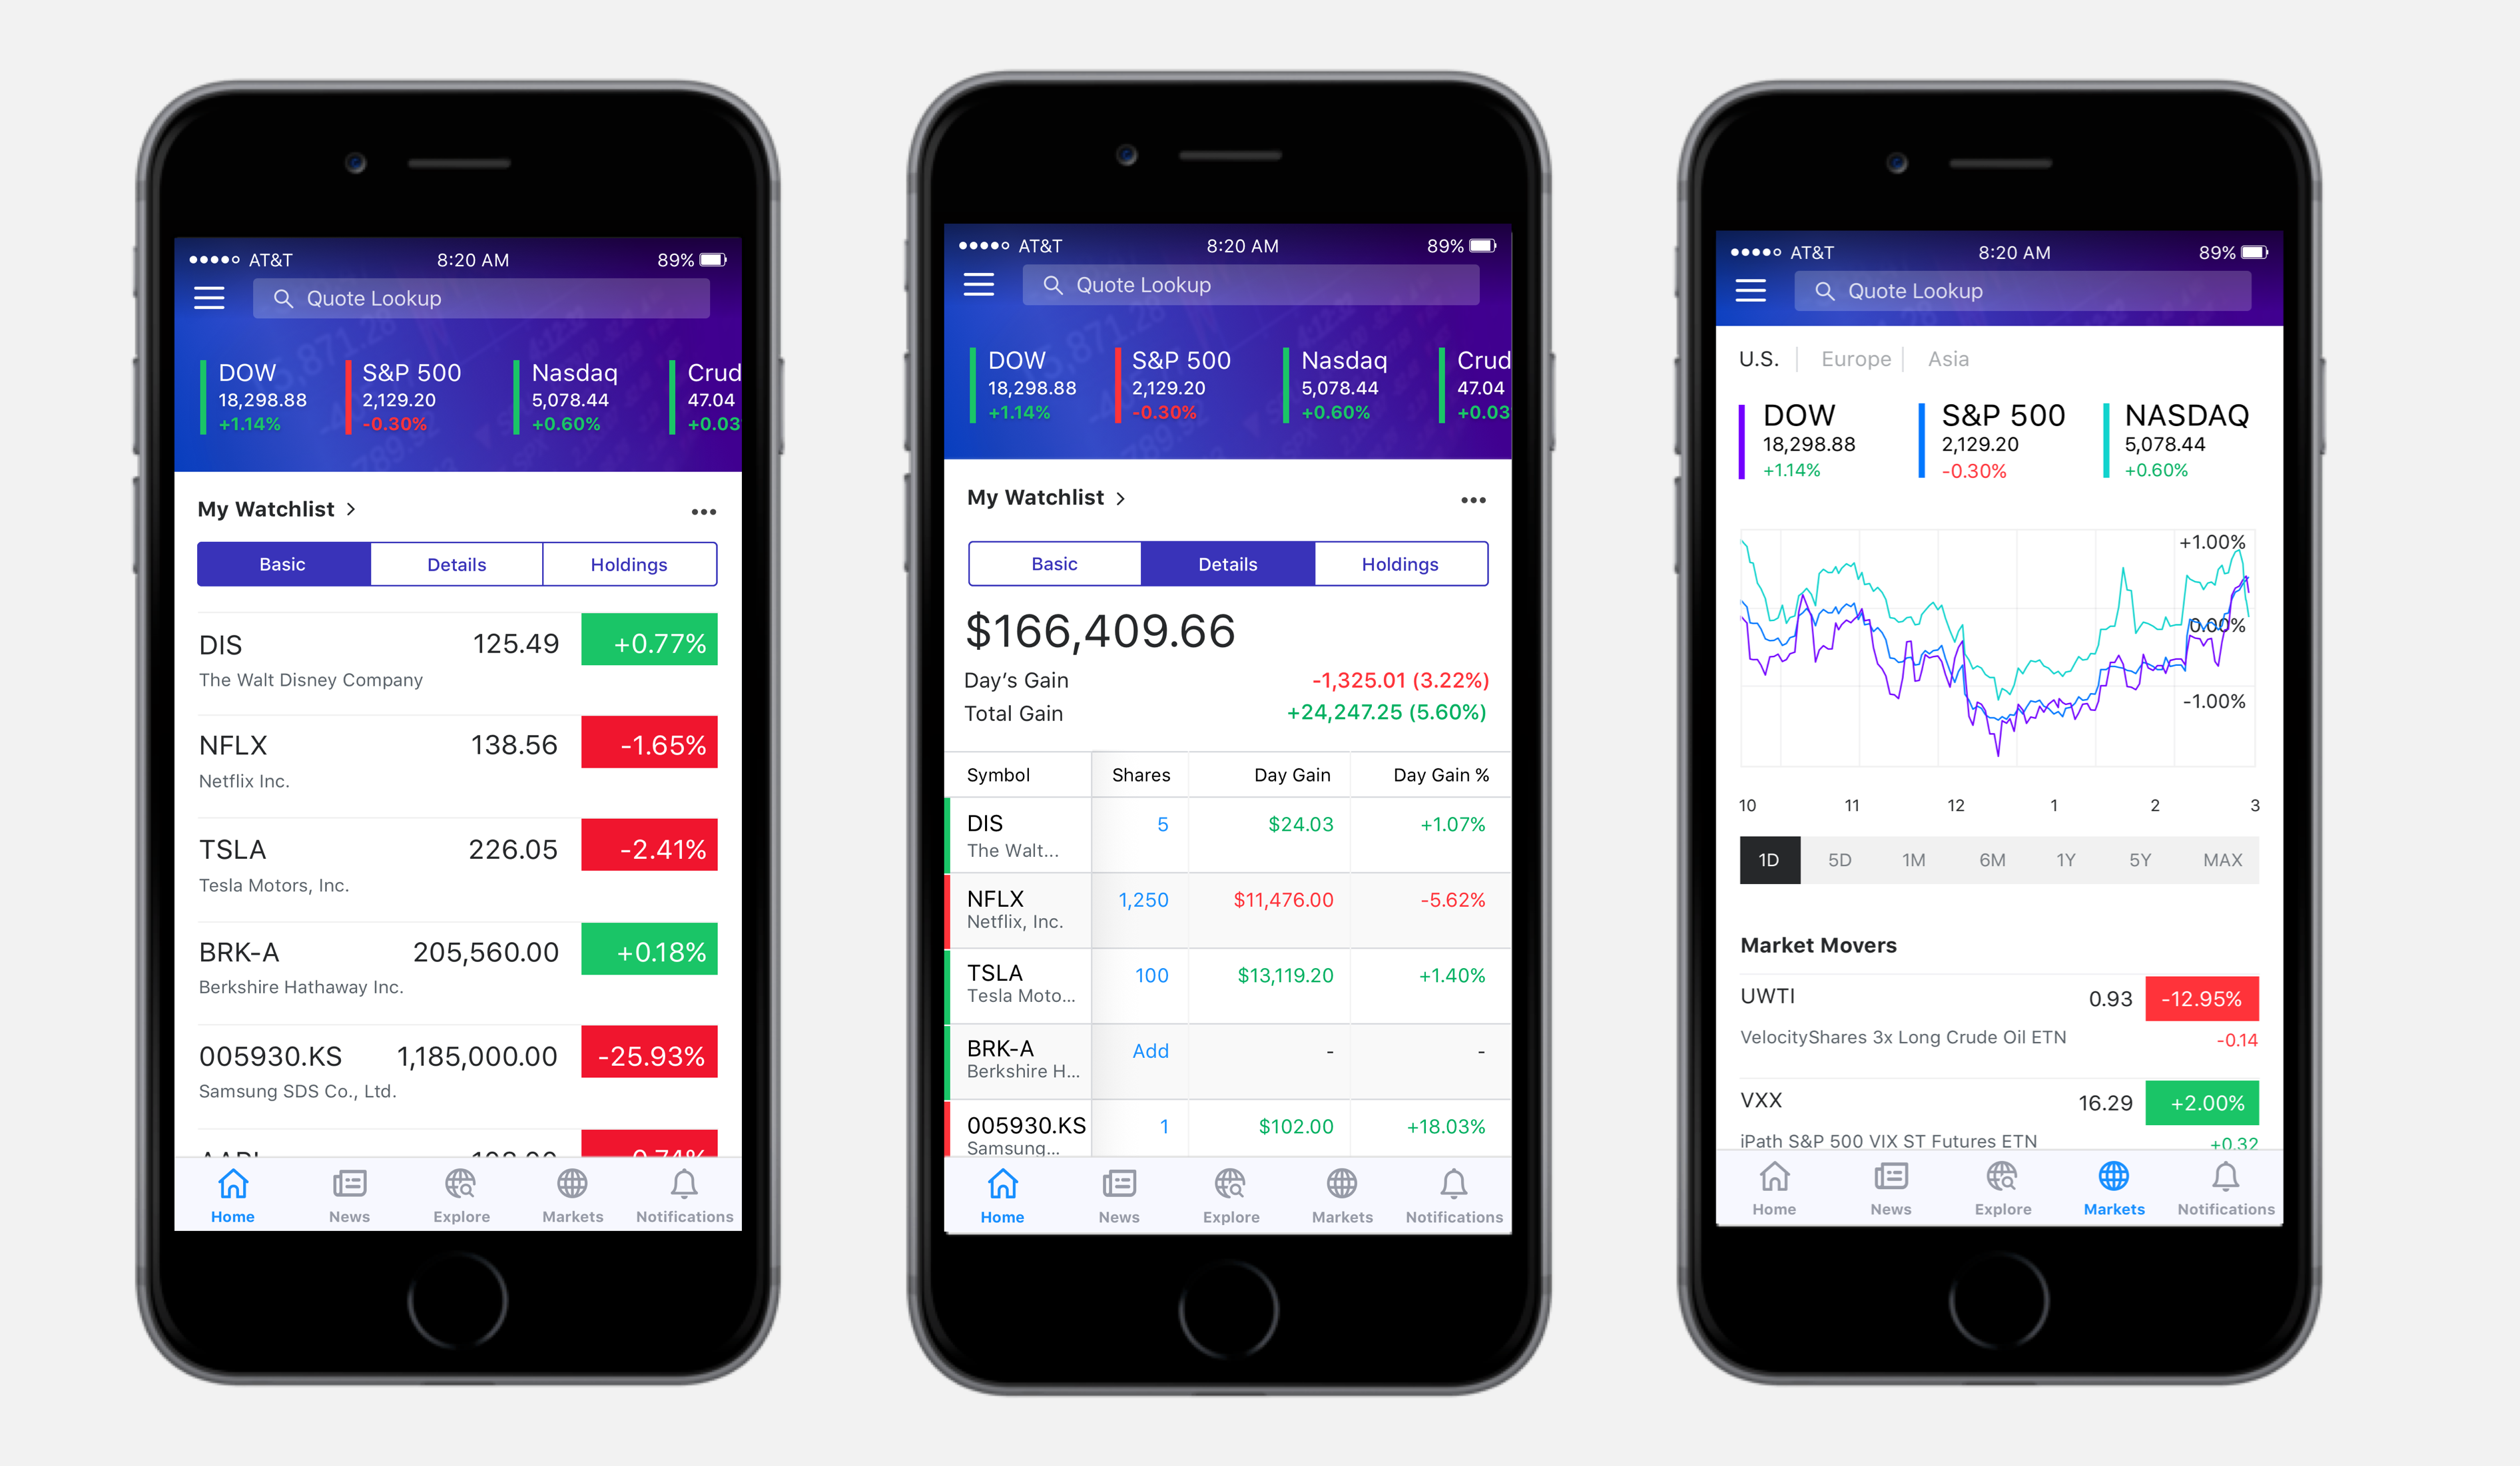 AT&T 8:20 AM 89%
Quote Lookup
DOW S&P 500 Nasdaq Crud
18,298.88 2,129.20 5,078.44 47.04
+1.14% -0.30% +0.60% +0.03
My Watchlist >
Basic Details Holdings
DIS 125.49 +0.77%
The Walt Disney Company
NFLX 138.56 -1.65%
Netflix Inc.
TSLA 226.05 -2.41%
Tesla Motors, Inc.
BRK-A 205,560.00 +0.18%
Berkshire Hathaway Inc.
005930.KS 1,185,000.00 -25.93%
Samsung SDS Co., Ltd.
Home News Explore Markets Notifications
AT&T 8:20 AM 89%
Quote Lookup
DOW S&P 500 Nasdaq Crud
18,298.88 2,129.20 5,078.44 47.04
+1.14% -0.30% +0.60% +0.03
My Watchlist >
Basic Details Holdings
$166,409.66
Day's Gain -1,325.01 (3.22%)
Total Gain +24,247.25 (5.60%)
Symbol Shares Day Gain Day Gain %
DIS 5 $24.03 +1.07%
The Walt...
NFLX 1,250 $11,476.00 -5.62%
Netflix, Inc.
TSLA 100 $13,119.20 +1.40%
Tesla Moto...
BRK-A Add - -
Berkshire H...
005930.KS 1 $102.00 +18.03%
Samsung...
Home News Explore Markets Notifications
AT&T 8:20 AM 89%
Quote Lookup
U.S. Europe Asia
DOW S&P 500 NASDAQ
18,298.88 2,129.20 5,078.44
+1.14% -0.30% +0.60%
+1.00%
0.00%
-1.00%
10 11 12 1 2 3
1D 5D 1M 6M 1Y 5Y MAX
Market Movers
UWTI 0.93 -12.95%
VelocityShares 3x Long Crude Oil ETN -0.14
VXX 16.29 +2.00%
iPath S&P 500 VIX ST Futures ETN +0.32
Home News Explore Markets Notifications